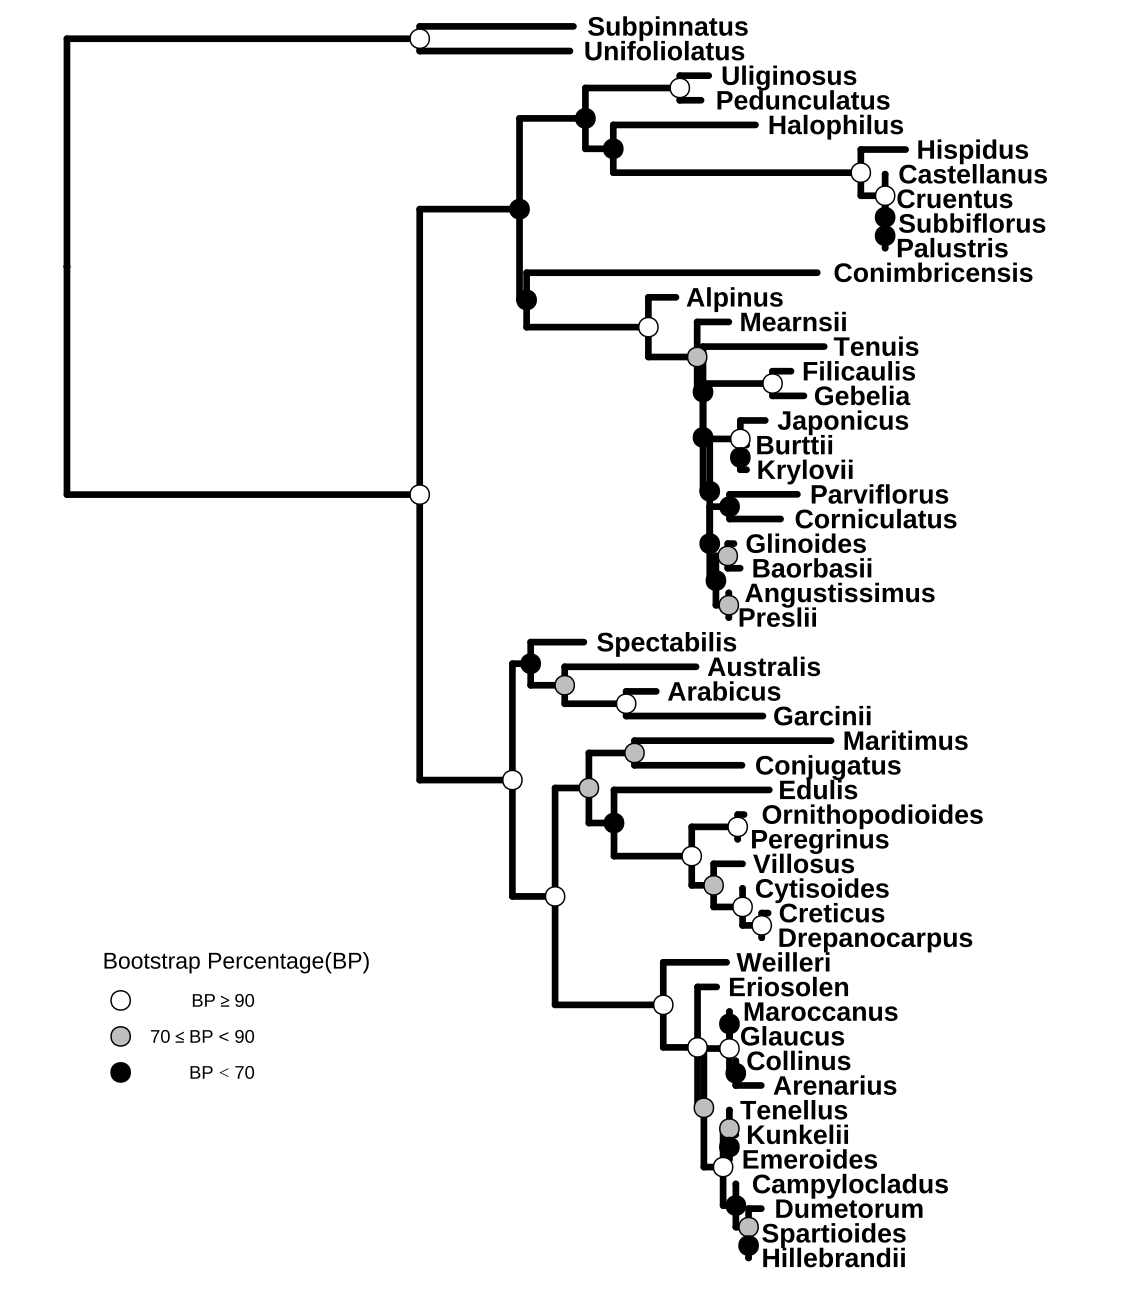 Subpinnatus
Unifoliolatus
Uliginosus
Pedunculatus
Halophilus
Hispidus
Castellanus
Cruentus
Subbiflorus
Palustris
Conimbricensis
Alpinus
Mearnsii
Tenuis
Filicaulis
Gebelia
Japonicus
Burttii
Krylovii
Parviflorus
Corniculatus
Glinoides
Baorbasii
Angustissimus
Preslii
Spectabilis
Australis
Arabicus
Garcinii
Maritimus
Conjugatus
Edulis
Ornithopodioides
Peregrinus
Villosus
Cytisoides
Creticus
Drepanocarpus
Weilleri
Eriosolen
Maroccanus
Glaucus
Collinus
Arenarius
Tenellus
Kunkelii
Emeroides
Campylocladus
Dumetorum
Spartioides
Hillebrandii
Bootstrap Percentage(BP)
BP ≥ 90
70 ≤ BP < 90
BP < 70